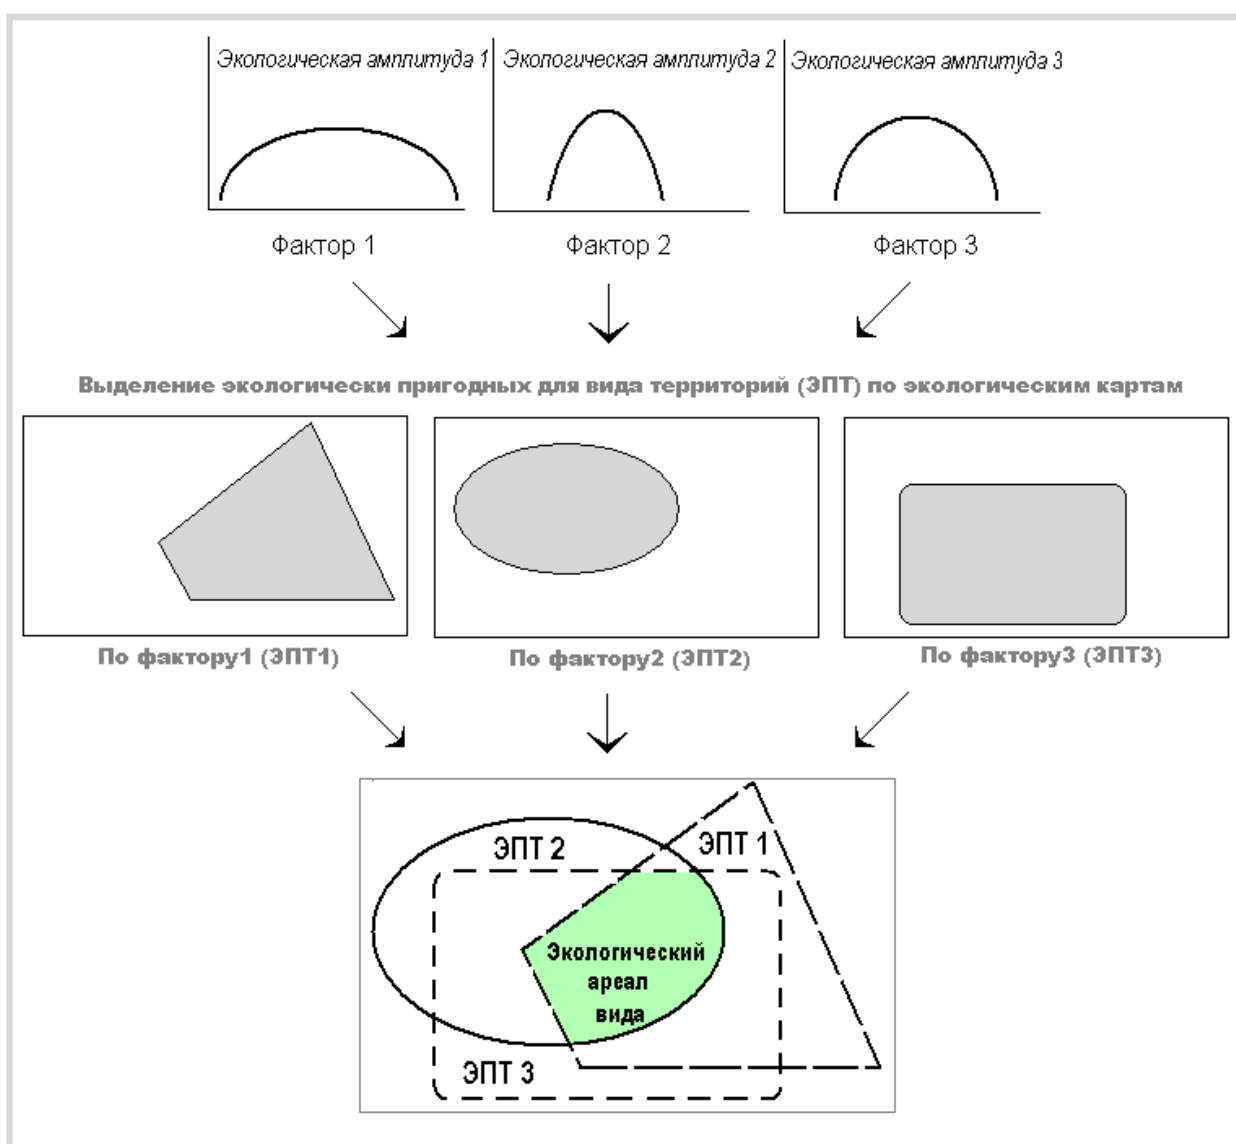 Экологическая амплитуда 1
Экологическая амплитуда 2
Экологическая амплитуда 3
Фактор 1
Фактор 2
Фактор 3
Выделение экологически пригодных для вида территорий (ЭПТ) по экологическим картам
По фактору1 (ЭПТ1)
По фактору2 (ЭПТ2)
По фактору3 (ЭПТ3)
ЭПТ 2
ЭПТ 1
Экологический
ареал
вида
ЭПТ 3